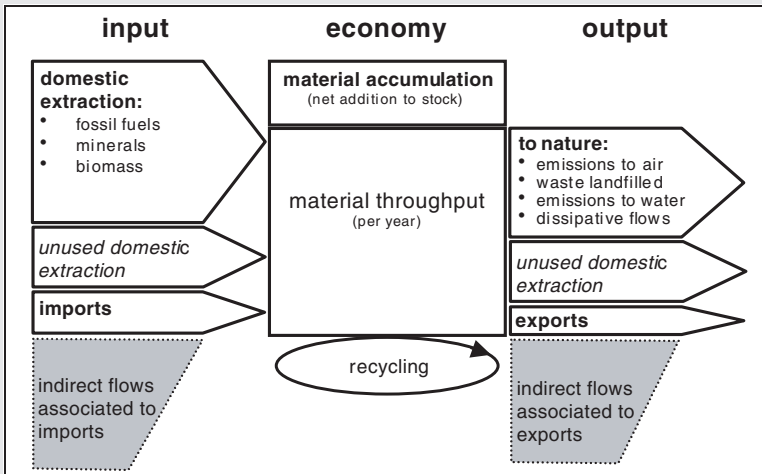 input
economy
output
domestic
extraction:
• fossil fuels
• minerals
• biomass
unused domestic
extraction
imports
indirect flows
associated to
imports
material accumulation
(net addition to stock)
material throughput
(per year)
recycling
to nature:
• emissions to air
• waste landfilled
• emissions to water
• dissipative flows
unused domestic
extraction
exports
indirect flows
associated to
exports